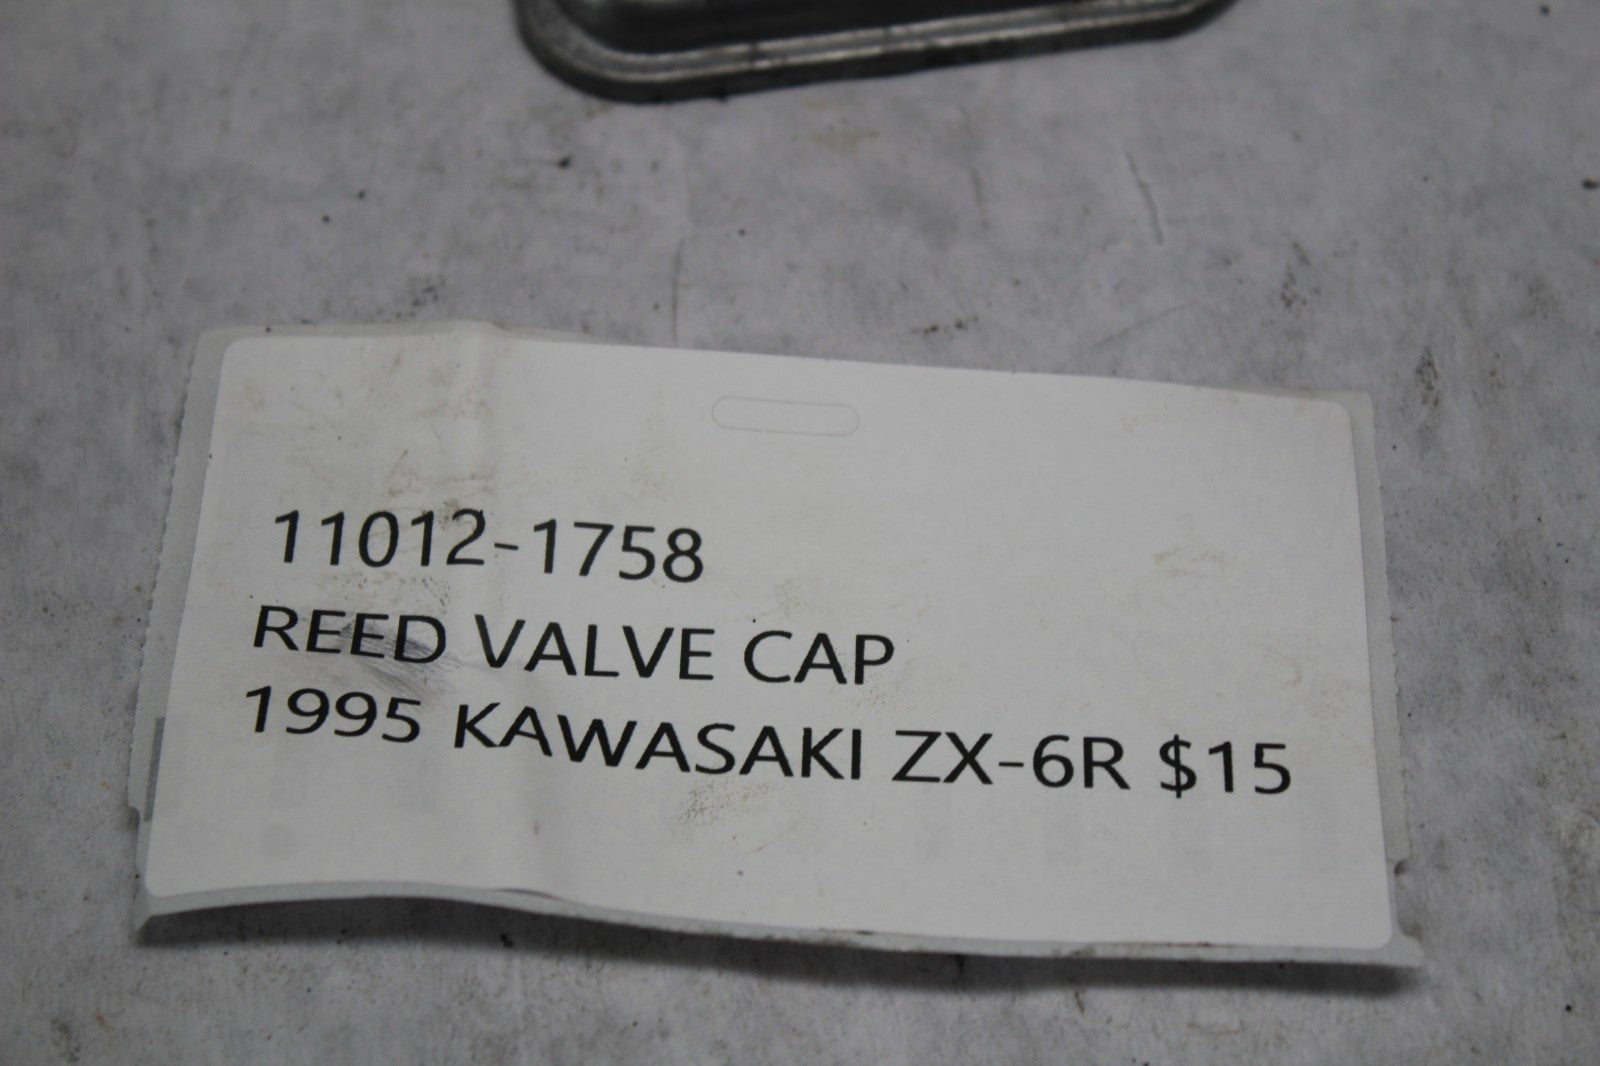 11012-1758
REED VALVE CAP
1995 KAWASAKI ZX-6R $15